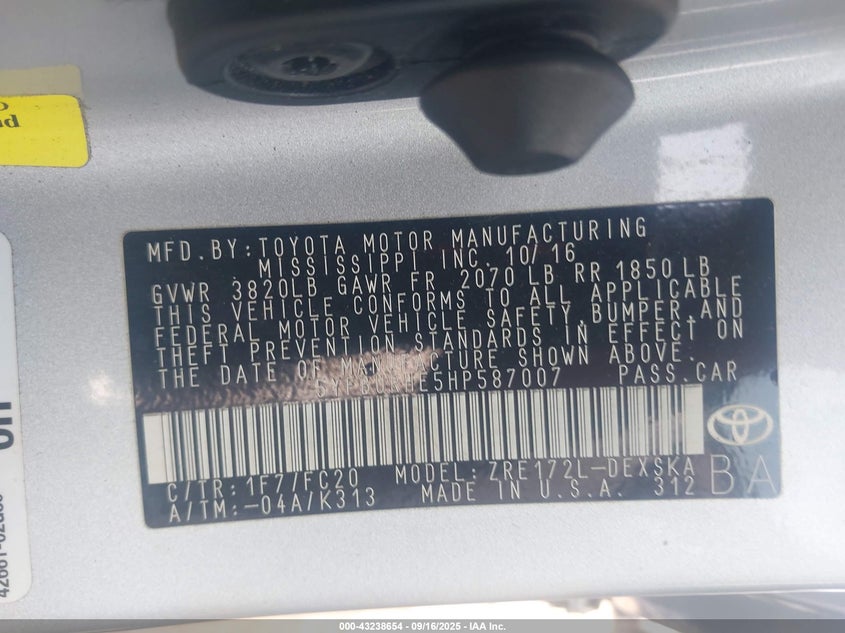 MFD.BY: TOYOTA MOTOR MANUFACTURING
MISSISSIPPI INC. 10/16
GVWR 3820LB GAWR FR 2070 LB RR 1850 LB
THIS VEHICLE CONFORMS TO ALL APPLICABLE
FEDERAL MOTOR VEHICLE SAFETY, BUMPER, AND
THEFT PREVENTION STANDARDS IN EFFECT ON
THE DATE OF MANUFACTURE SHOWN ABOVE.
PASS.CAR
C/TR: 1F7/FC20 MODEL: ZRE172L-DEXSKA
A/TM: -04A/K313 MADE IN U.S.A. 312
BA
000-43238654 - 09/16/2025 - IAA Inc.